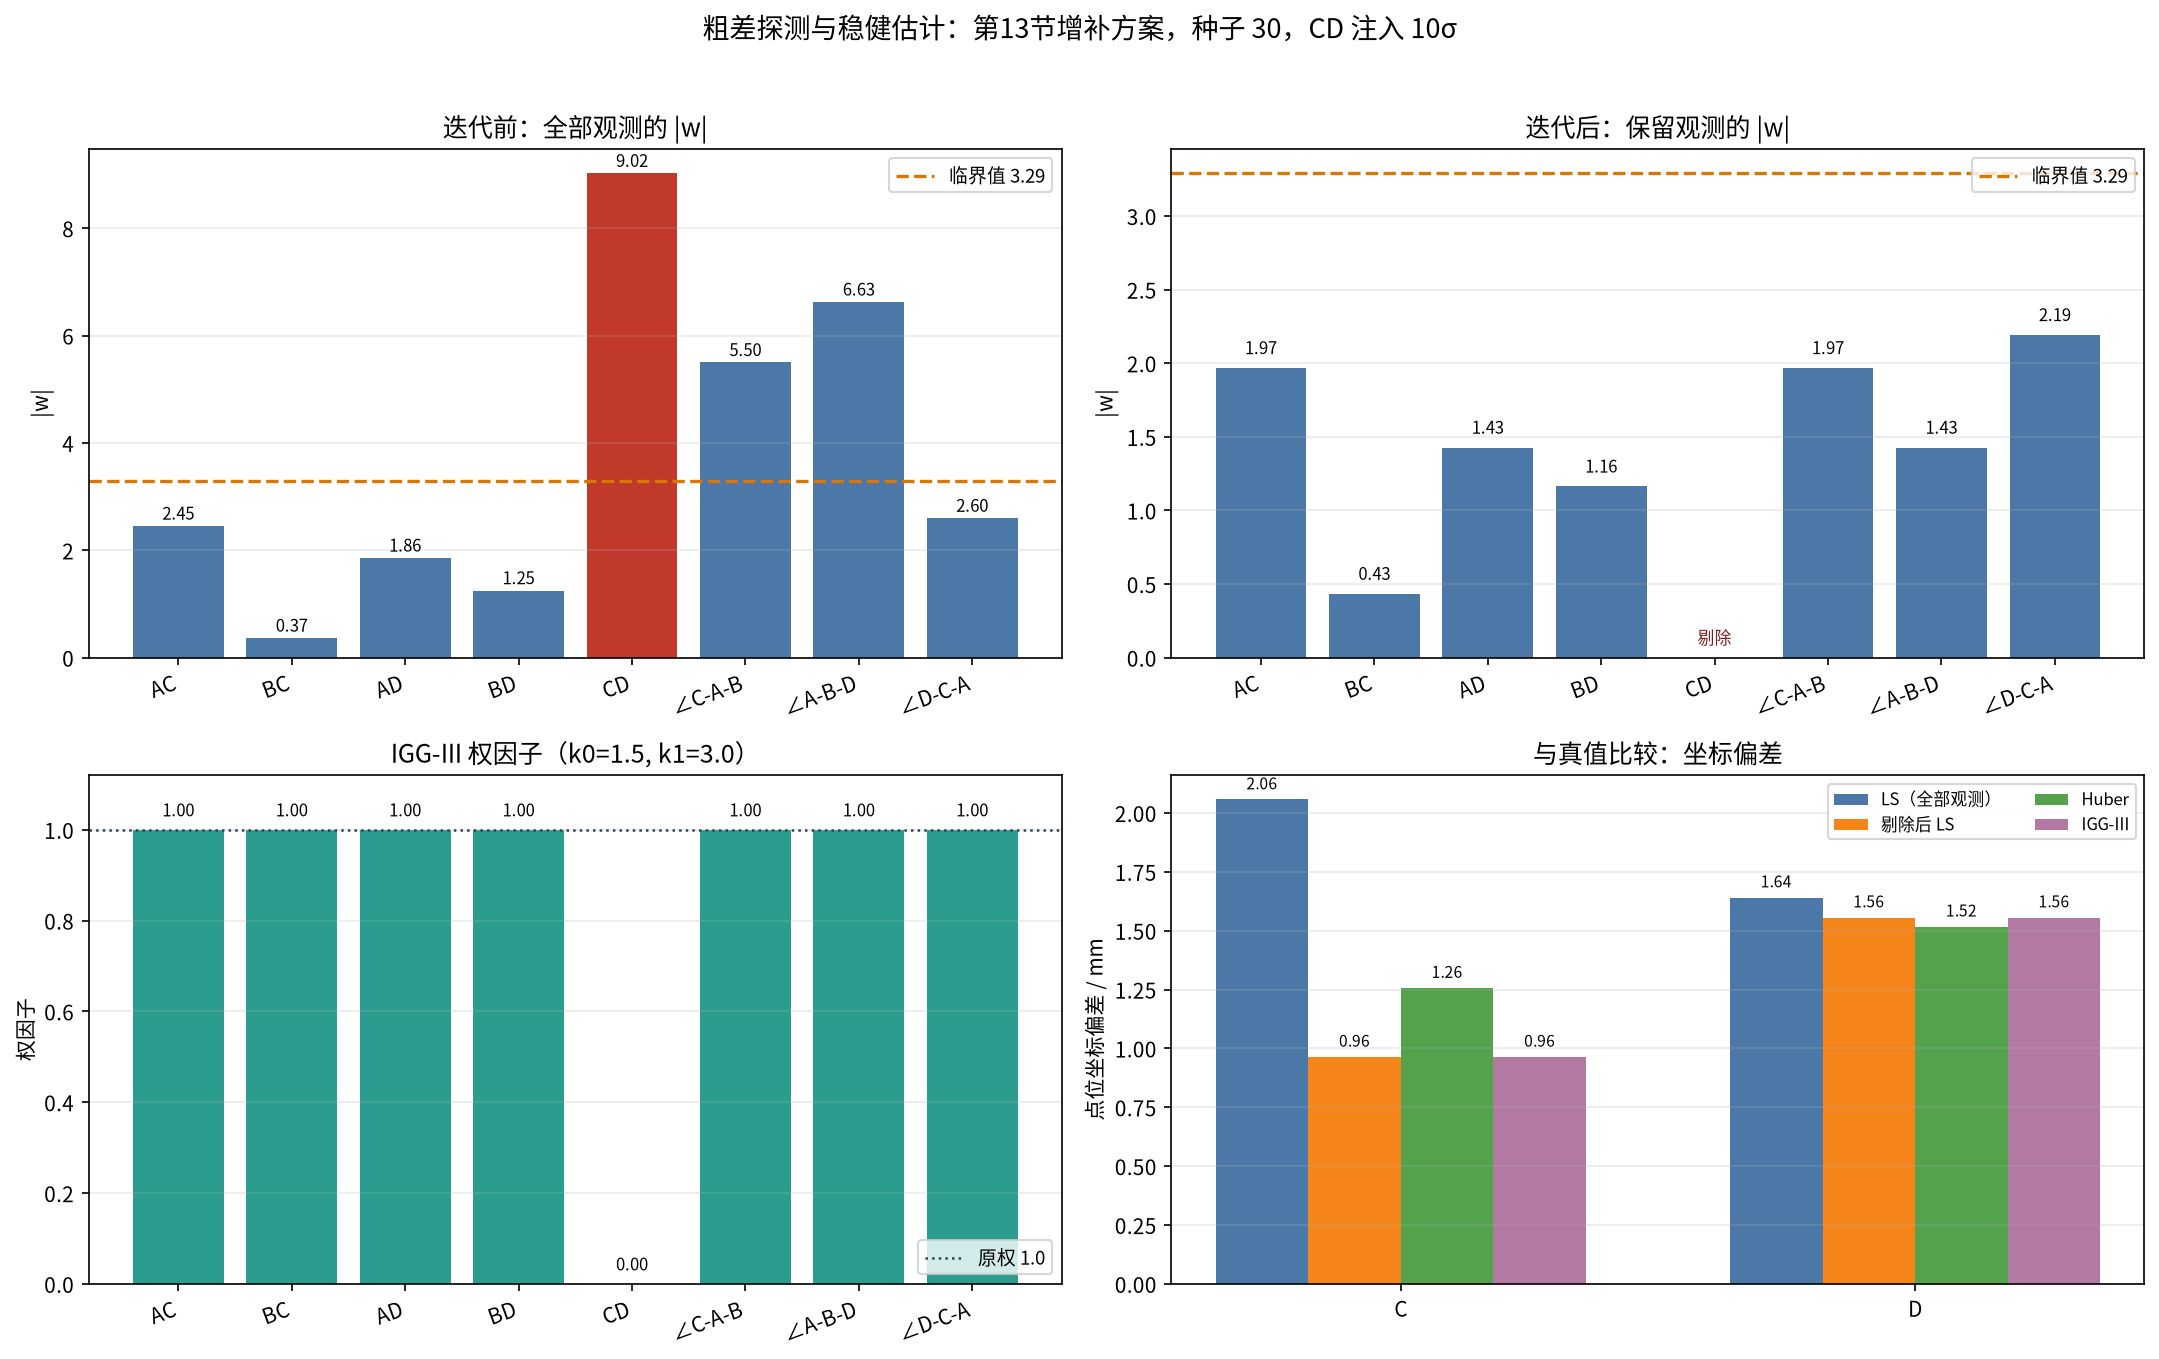 粗差探测与稳健估计：第13节增补方案，种子 30，CD 注入 10σ
迭代前：全部观测的 |w|
|w|
8
6
4
2
0
2.45
0.37
1.86
1.25
9.02
5.50
6.63
2.60
临界值 3.29
AC
BC
AD
BD
CD
∠C-A-B
∠A-B-D
∠D-C-A
迭代后：保留观测的 |w|
|w|
3.0
2.5
2.0
1.5
1.0
0.5
0.0
1.97
0.43
1.43
1.16
剔除
1.97
1.43
2.19
临界值 3.29
AC
BC
AD
BD
CD
∠C-A-B
∠A-B-D
∠D-C-A
IGG-III 权因子（k0=1.5, k1=3.0）
权因子
1.0
0.8
0.6
0.4
0.2
0.0
1.00
1.00
1.00
1.00
0.00
1.00
1.00
1.00
原权 1.0
AC
BC
AD
BD
CD
∠C-A-B
∠A-B-D
∠D-C-A
与真值比较：坐标偏差
点位坐标偏差 / mm
2.00
1.75
1.50
1.25
1.00
0.75
0.50
0.25
0.00
2.06
0.96
1.26
0.96
1.64
1.56
1.52
1.56
LS（全部观测）
剔除后 LS
Huber
IGG-III
C
D